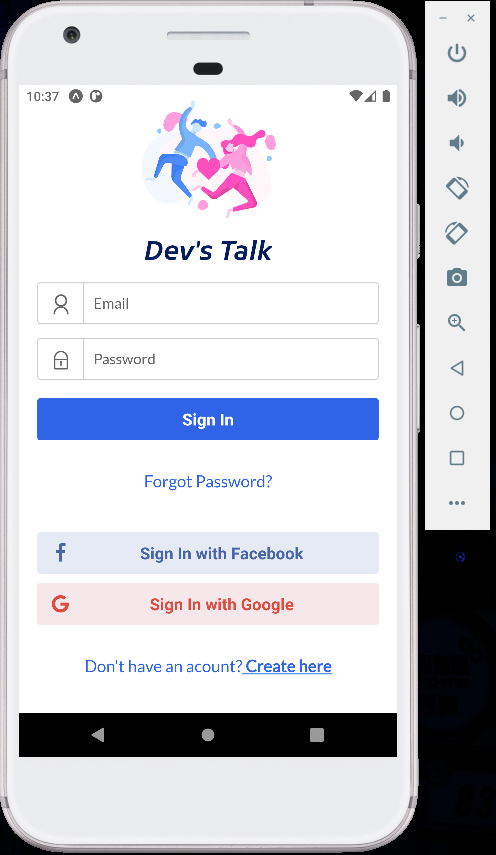 10:37
Dev's Talk
Email
Password
Sign In
Forgot Password?
Sign In with Facebook
Sign In with Google
Don't have an acount? Create here